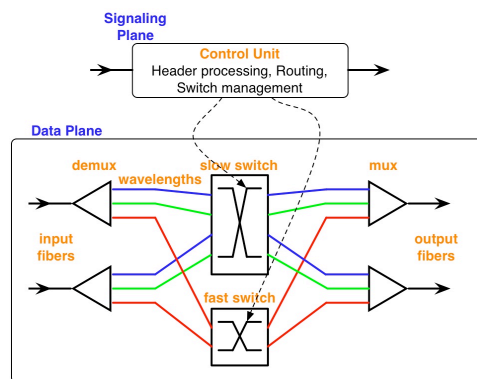 Signaling
Plane
Control Unit
Header processing, Routing,
Switch management
Data Plane
demux
slow switch
mux
wavelengths
input
fibers
output
fibers
fast switch